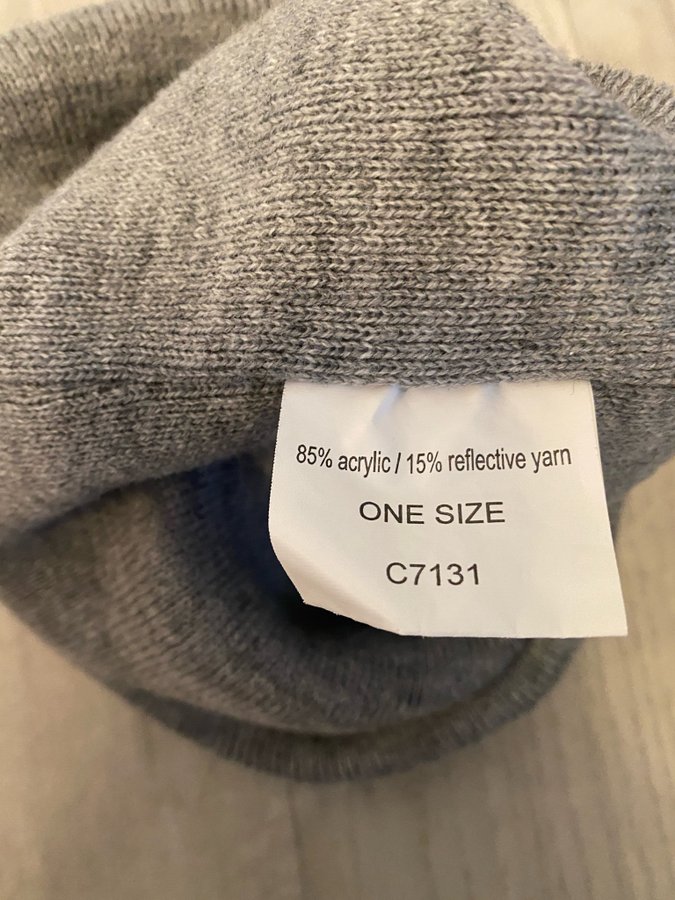 85% acrylic / 15% reflective yarn
ONE SIZE
C7131